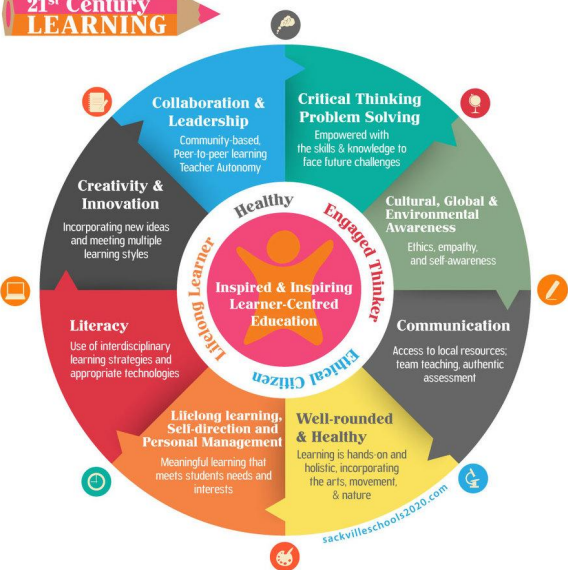 21st Century
LEARNING
Collaboration &
Leadership
Community-based,
Peer-to-peer learning
Teacher Autonomy
Critical Thinking
Problem Solving
Empowered with
the skills & knowledge to
face future challenges
Cultural, Global &
Environmental
Awareness
Ethics, empathy,
and self-awareness
Communication
Access to local resources;
team teaching, authentic
assessment
Well-rounded
& Healthy
Learning is hands-on and
holistic, incorporating
the arts, movement,
& nature
Lifelong learning,
Self-direction and
Personal Management
Meaningful learning that
meets students needs and
interests
Literacy
Use of interdisciplinary
learning strategies and
appropriate technologies
Creativity &
Innovation
Incorporating new ideas
and meeting multiple
learning styles
Healthy
Engaged Thinker
Ethical Citizen
Lifelong Learner
Inspired & Inspiring
Learner-Centred
Education
sackvilleschools2020.com